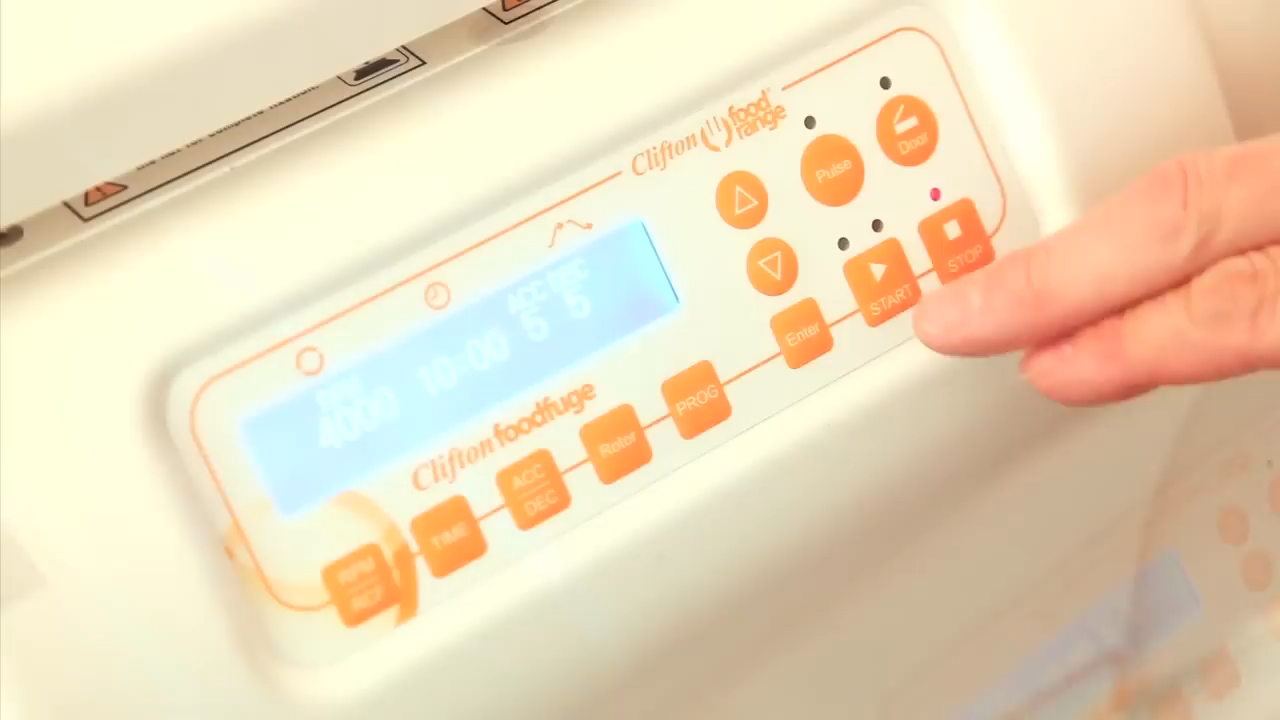 Clifton food range
Pulse
Door
START
STOP
Enter
PROG
Rotor
ACC
DEC
TIME
RPM
RCF
ACC DEC
RPM
4000 10:00 5 5
Clifton foodfuge